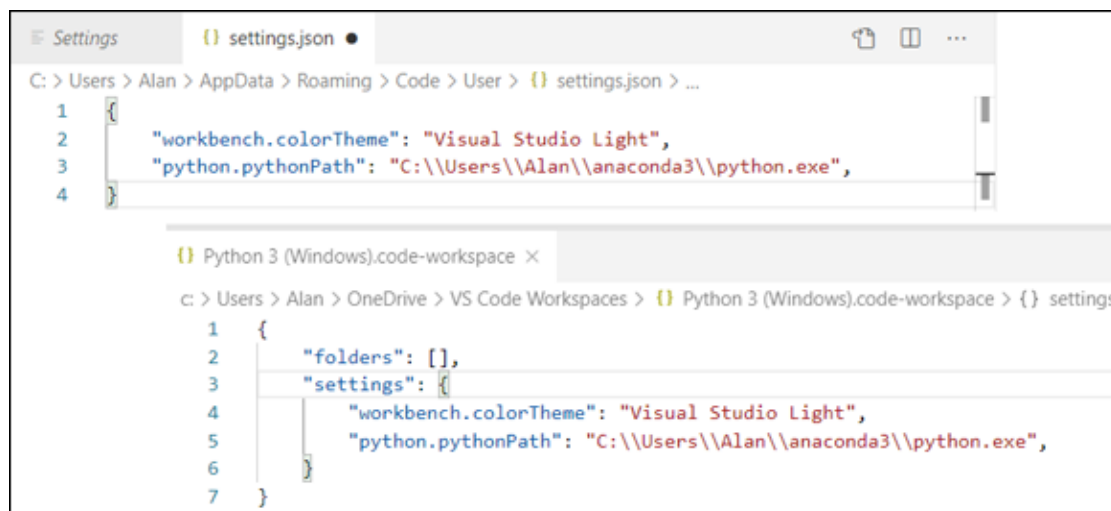 Settings {} settings.json ● ...
C: > Users > Alan > AppData > Roaming > Code > User > {} settings.json > ...
1 {
2 "workbench.colorTheme": "Visual Studio Light",
3 "python.pythonPath": "C:\\Users\\Alan\\anaconda3\\python.exe",
4 }
{} Python 3 (Windows).code-workspace ×
c: > Users > Alan > OneDrive > VS Code Workspaces > {} Python 3 (Windows).code-workspace > {} settings
1 {
2 "folders": [],
3 "settings": {
4 "workbench.colorTheme": "Visual Studio Light",
5 "python.pythonPath": "C:\\Users\\Alan\\anaconda3\\python.exe",
6 }
7 }